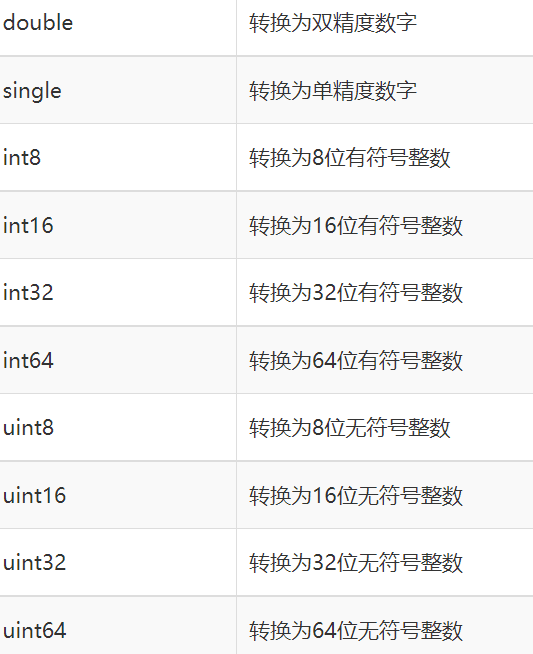 double 转换为双精度数字
single 转换为单精度数字
int8 转换为8位有符号整数
int16 转换为16位有符号整数
int32 转换为32位有符号整数
int64 转换为64位有符号整数
uint8 转换为8位无符号整数
uint16 转换为16位无符号整数
uint32 转换为32位无符号整数
uint64 转换为64位无符号整数